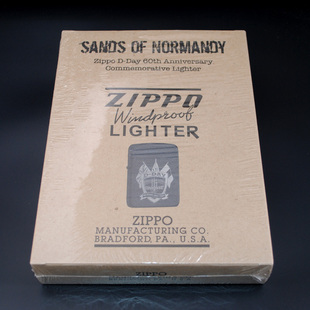 SANDS OF NORMANDY
Zippo D-Day 60th Anniversary
Commemorative Lighter
ZIPPO
Windproof
LIGHTER
ZIPPO
MANUFACTURING CO.
BRADFORD, PA., U.S.A.
ZIPPO